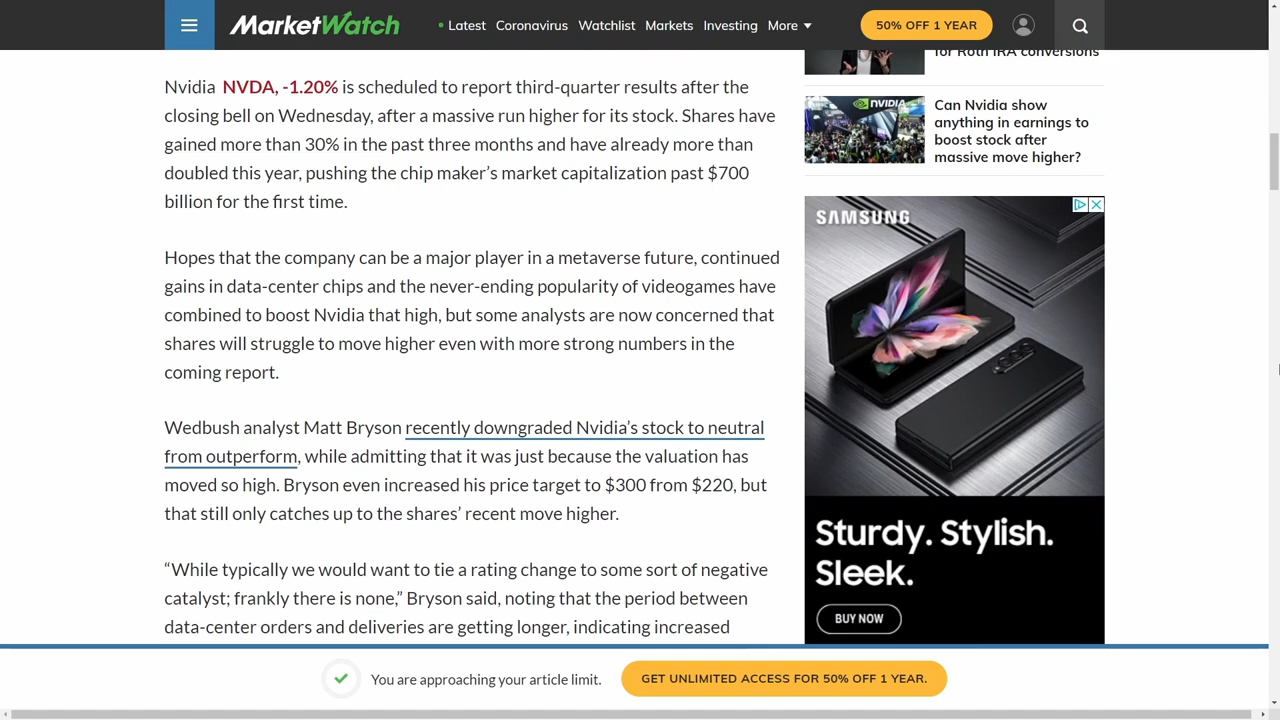 MarketWatch
• Latest Coronavirus Watchlist Markets Investing More
50% OFF 1 YEAR
for Roth IRA conversions
Nvidia NVDA, -1.20% is scheduled to report third-quarter results after the
closing bell on Wednesday, after a massive run higher for its stock. Shares have
gained more than 30% in the past three months and have already more than
doubled this year, pushing the chip maker’s market capitalization past $700
billion for the first time.
Hopes that the company can be a major player in a metaverse future, continued
gains in data-center chips and the never-ending popularity of videogames have
combined to boost Nvidia that high, but some analysts are now concerned that
shares will struggle to move higher even with more strong numbers in the
coming report.
Wedbush analyst Matt Bryson recently downgraded Nvidia’s stock to neutral
from outperform, while admitting that it was just because the valuation has
moved so high. Bryson even increased his price target to $300 from $220, but
that still only catches up to the shares’ recent move higher.
“While typically we would want to tie a rating change to some sort of negative
catalyst; frankly there is none,” Bryson said, noting that the period between
data-center orders and deliveries are getting longer, indicating increased
NVIDIA
Can Nvidia show
anything in earnings to
boost stock after
massive move higher?
SAMSUNG
Sturdy. Stylish.
Sleek.
BUY NOW
You are approaching your article limit.
GET UNLIMITED ACCESS FOR 50% OFF 1 YEAR.